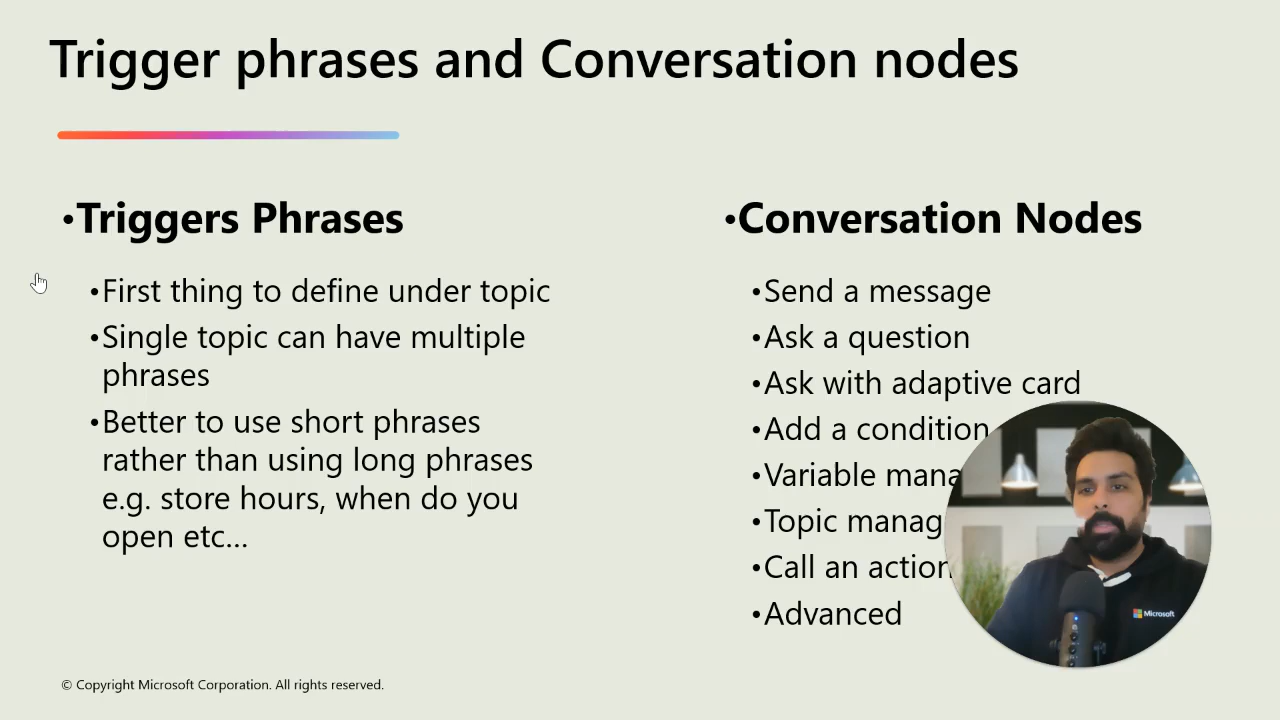 Trigger phrases and Conversation nodes
•Triggers Phrases
•First thing to define under topic
•Single topic can have multiple
phrases
•Better to use short phrases
rather than using long phrases
e.g. store hours, when do you
open etc...
•Conversation Nodes
•Send a message
•Ask a question
•Ask with adaptive card
•Add a condition
•Variable
•Topic
•Call an action
•Advanced
Microsoft
© Copyright Microsoft Corporation. All rights reserved.